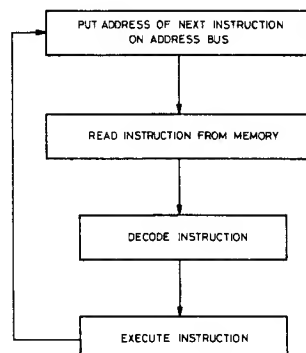 PUT ADDRESS OF NEXT INSTRUCTION
ON ADDRESS BUS
READ INSTRUCTION FROM MEMORY
DECODE INSTRUCTION
EXECUTE INSTRUCTION